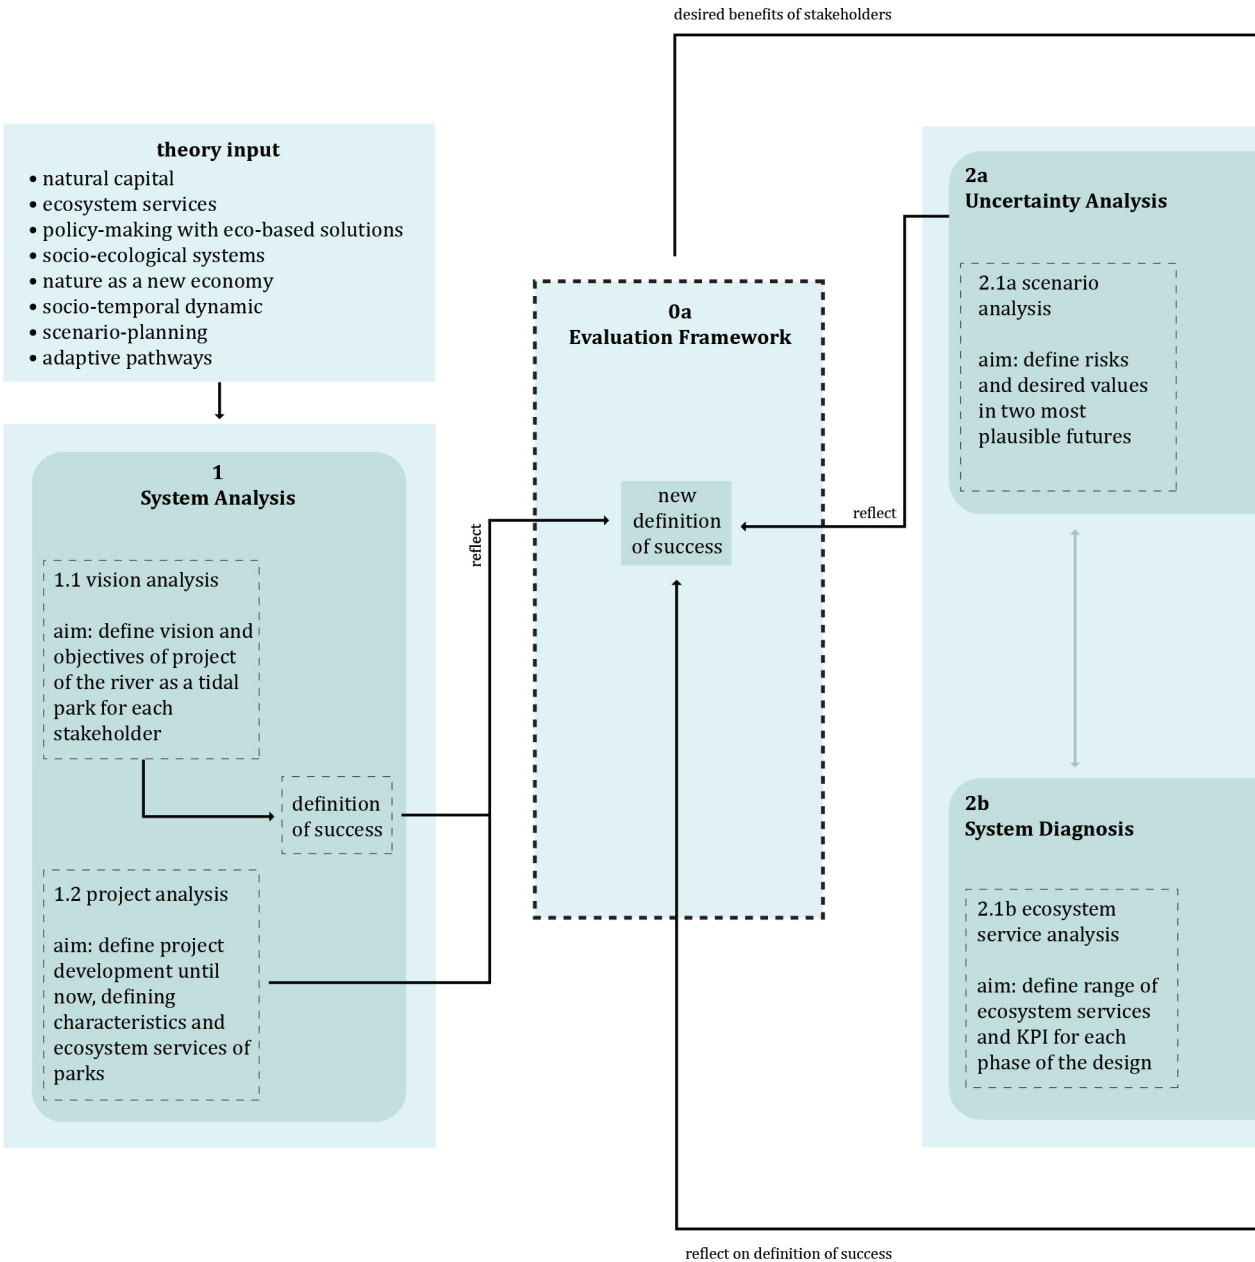 desired benefits of stakeholders
theory input
• natural capital
• ecosystem services
• policy-making with eco-based solutions
• socio-ecological systems
• nature as a new economy
• socio-temporal dynamic
• scenario-planning
• adaptive pathways
1
System Analysis
1.1 vision analysis
aim: define vision and
objectives of project
of the river as a tidal
park for each
stakeholder
definition
of success
1.2 project analysis
aim: define project
development until
now, defining
characteristics and
ecosystem services of
parks
reflect
0a
Evaluation Framework
new
definition
of success
reflect
2a
Uncertainty Analysis
2.1a scenario
analysis
aim: define risks
and desired values
in two most
plausible futures
2b
System Diagnosis
2.1b ecosystem
service analysis
aim: define range of
ecosystem services
and KPI for each
phase of the design
reflect on definition of success